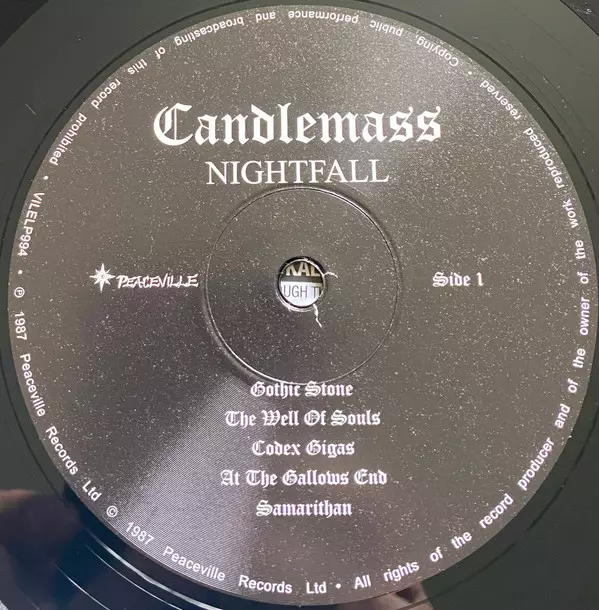 Candlemass
NIGHTFALL
PEACEVILLE
Side 1
Gothic Stone
The Well Of Souls
Codex Gigas
At The Gallows End
Samarithan
VILELP994 • ℗ 1987 Peaceville Records Ltd © 1987 Peaceville Records Ltd • All rights of the record producer and of the owner of the work reproduced reserved • Copying, public performance and broadcasting of this record prohibited •
UGH T